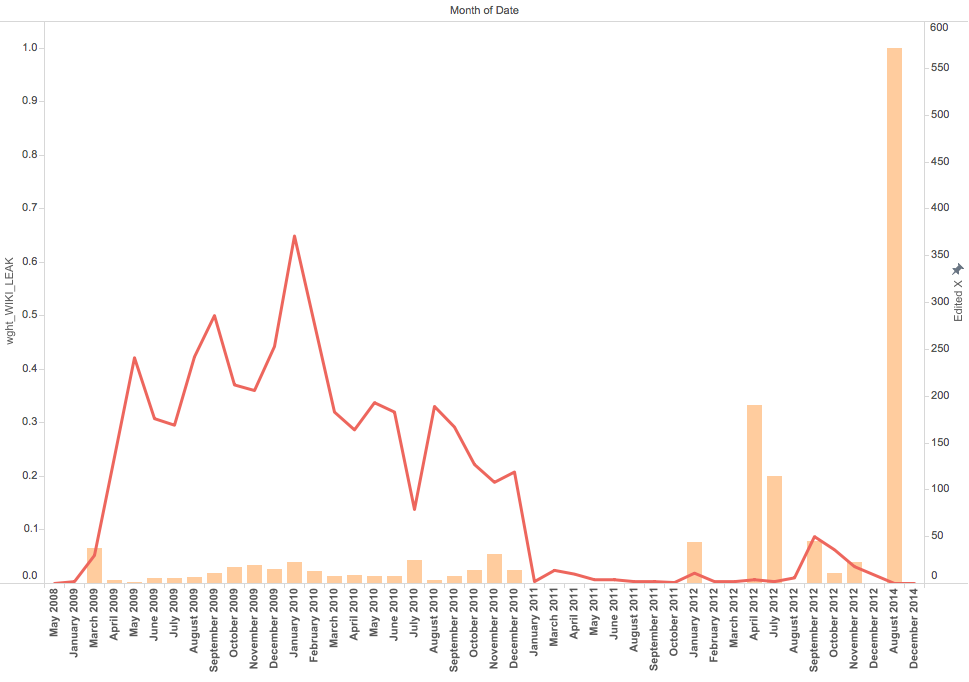 Month of Date
1.0
0.9
0.8
0.7
0.6
0.5
0.4
0.3
0.2
0.1
0.0
wght_WIKI_LEAK
600
550
500
450
400
350
300
250
200
150
100
50
0
Edited X
May 2008
January 2009
March 2009
April 2009
May 2009
June 2009
July 2009
August 2009
September 2009
October 2009
November 2009
December 2009
January 2010
February 2010
March 2010
April 2010
May 2010
June 2010
July 2010
August 2010
September 2010
October 2010
November 2010
December 2010
January 2011
March 2011
April 2011
May 2011
June 2011
August 2011
September 2011
October 2011
January 2012
February 2012
March 2012
April 2012
July 2012
August 2012
September 2012
October 2012
November 2012
December 2012
August 2014
December 2014